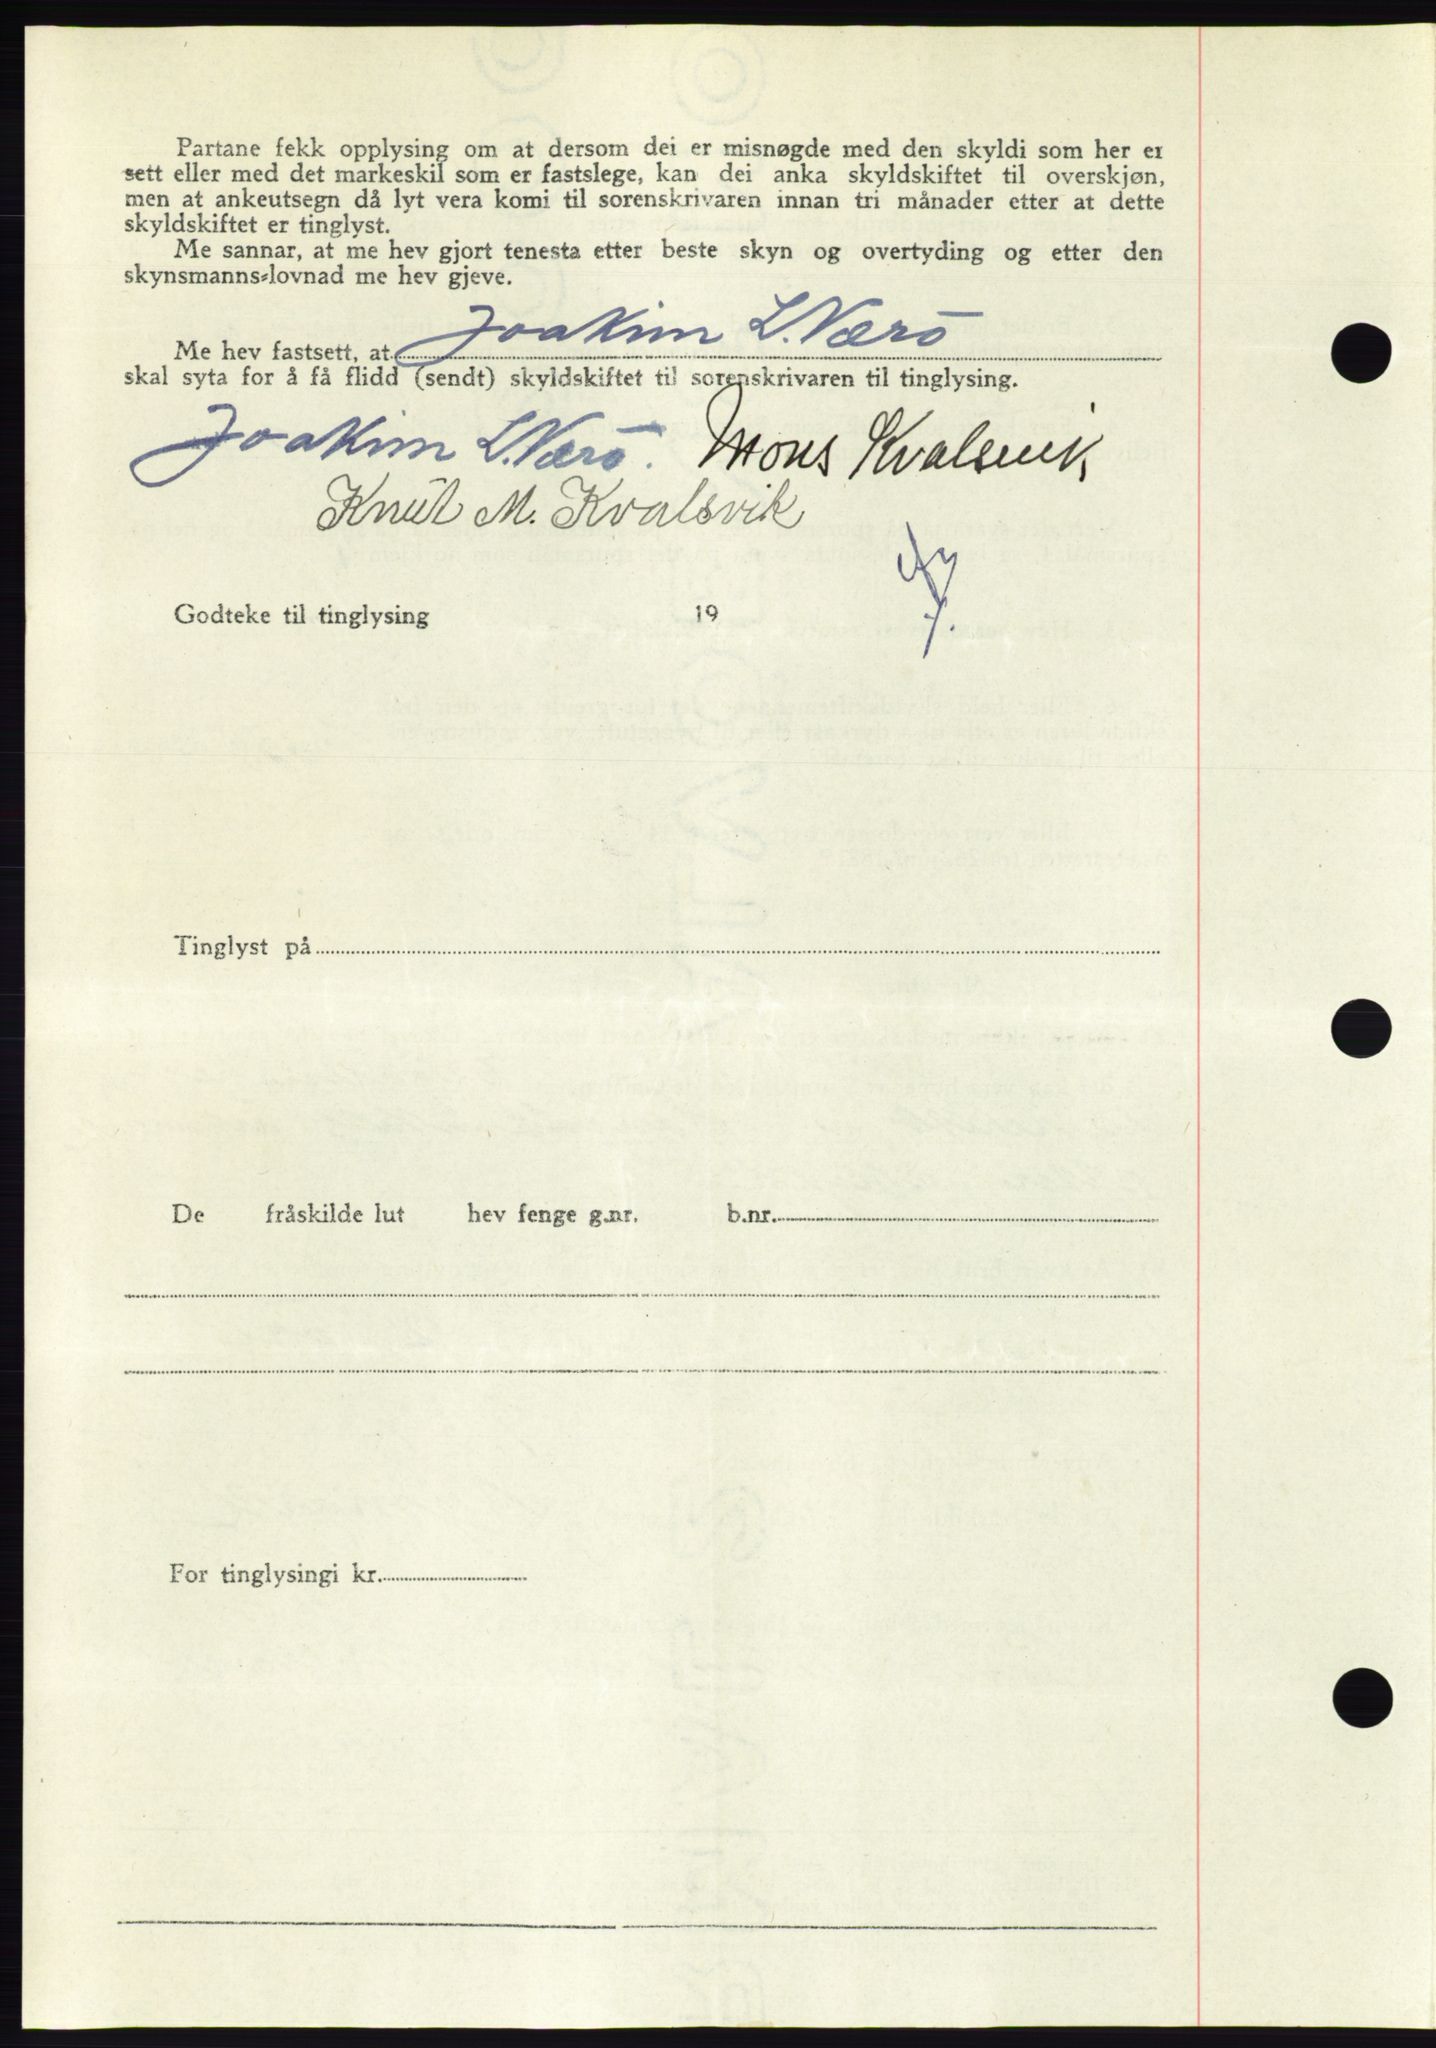 Partane fekk opplysing om at dersom dei er misnøgde med den skyldi som her er
sett eller med det markeskil som er fastslege, kan dei anka skyldskiftet til overskjøn,
men at ankeutsegn då lyt vera komi til sorenskrivaren innan tri månader etter at dette
skyldskiftet er tinglyst.
Me sannar, at me hev gjort tenesta etter beste skyn og overtyding og etter den
skynsmanns-lovnad me hev gjeve.
Me hev fastsett, at Joakim L. Værö
skal syta for å få flidd (sendt) skyldskiftet til sorenskrivaren til tinglysing.
Joakim L. Værö. Mons Kvalsvik
Knut M. Kvalsvik
Godteke til tinglysing 19
Tinglyst på
De fråskilde lut hev fenge g.nr. b.nr.
For tinglysingi kr.